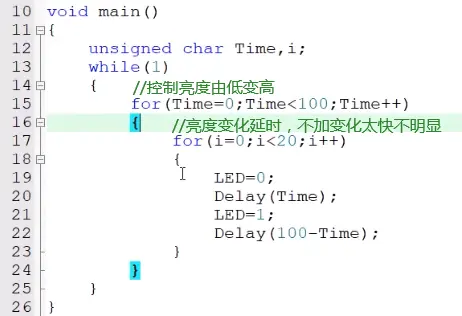 10 void main()
11 {
12 unsigned char Time,i;
13 while(1)
14 { //控制亮度由低变高
15 for(Time=0;Time<100;Time++)
16 { //亮度变化延时，不加变化太快不明显
17 for(i=0;i<20;i++)
18 {
19 LED=0;
20 Delay(Time);
21 LED=1;
22 Delay(100-Time);
23 }
24 }
25 }
26 }